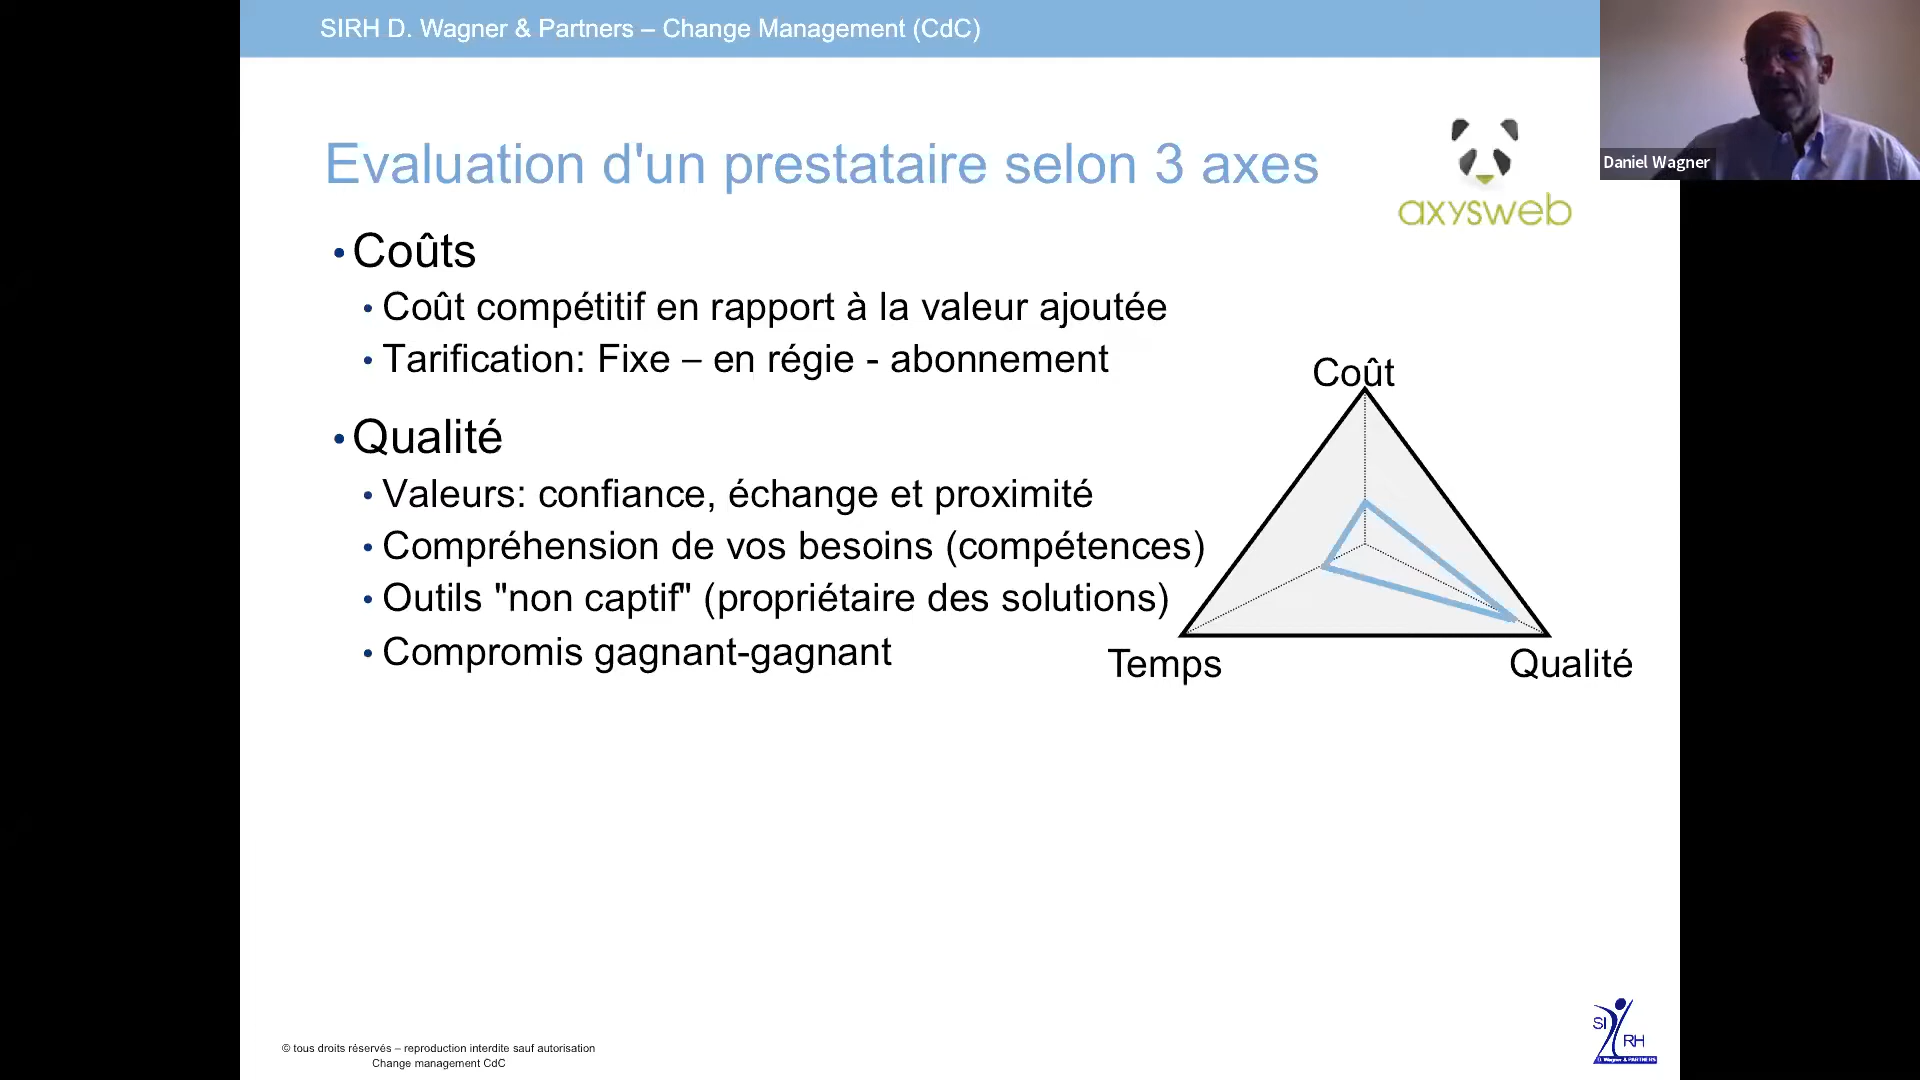 SIRH D. Wagner & Partners – Change Management (CdC)
Daniel Wagner
Evaluation d'un prestataire selon 3 axes
axysweb
• Coûts
• Coût compétitif en rapport à la valeur ajoutée
• Tarification: Fixe – en régie - abonnement
• Qualité
• Valeurs: confiance, échange et proximité
• Compréhension de vos besoins (compétences)
• Outils "non captif" (propriétaire des solutions)
• Compromis gagnant-gagnant
Coût
Temps
Qualité
© tous droits réservés – reproduction interdite sauf autorisation
Change management CdC
SI
RH
D. Wagner & PARTNERS